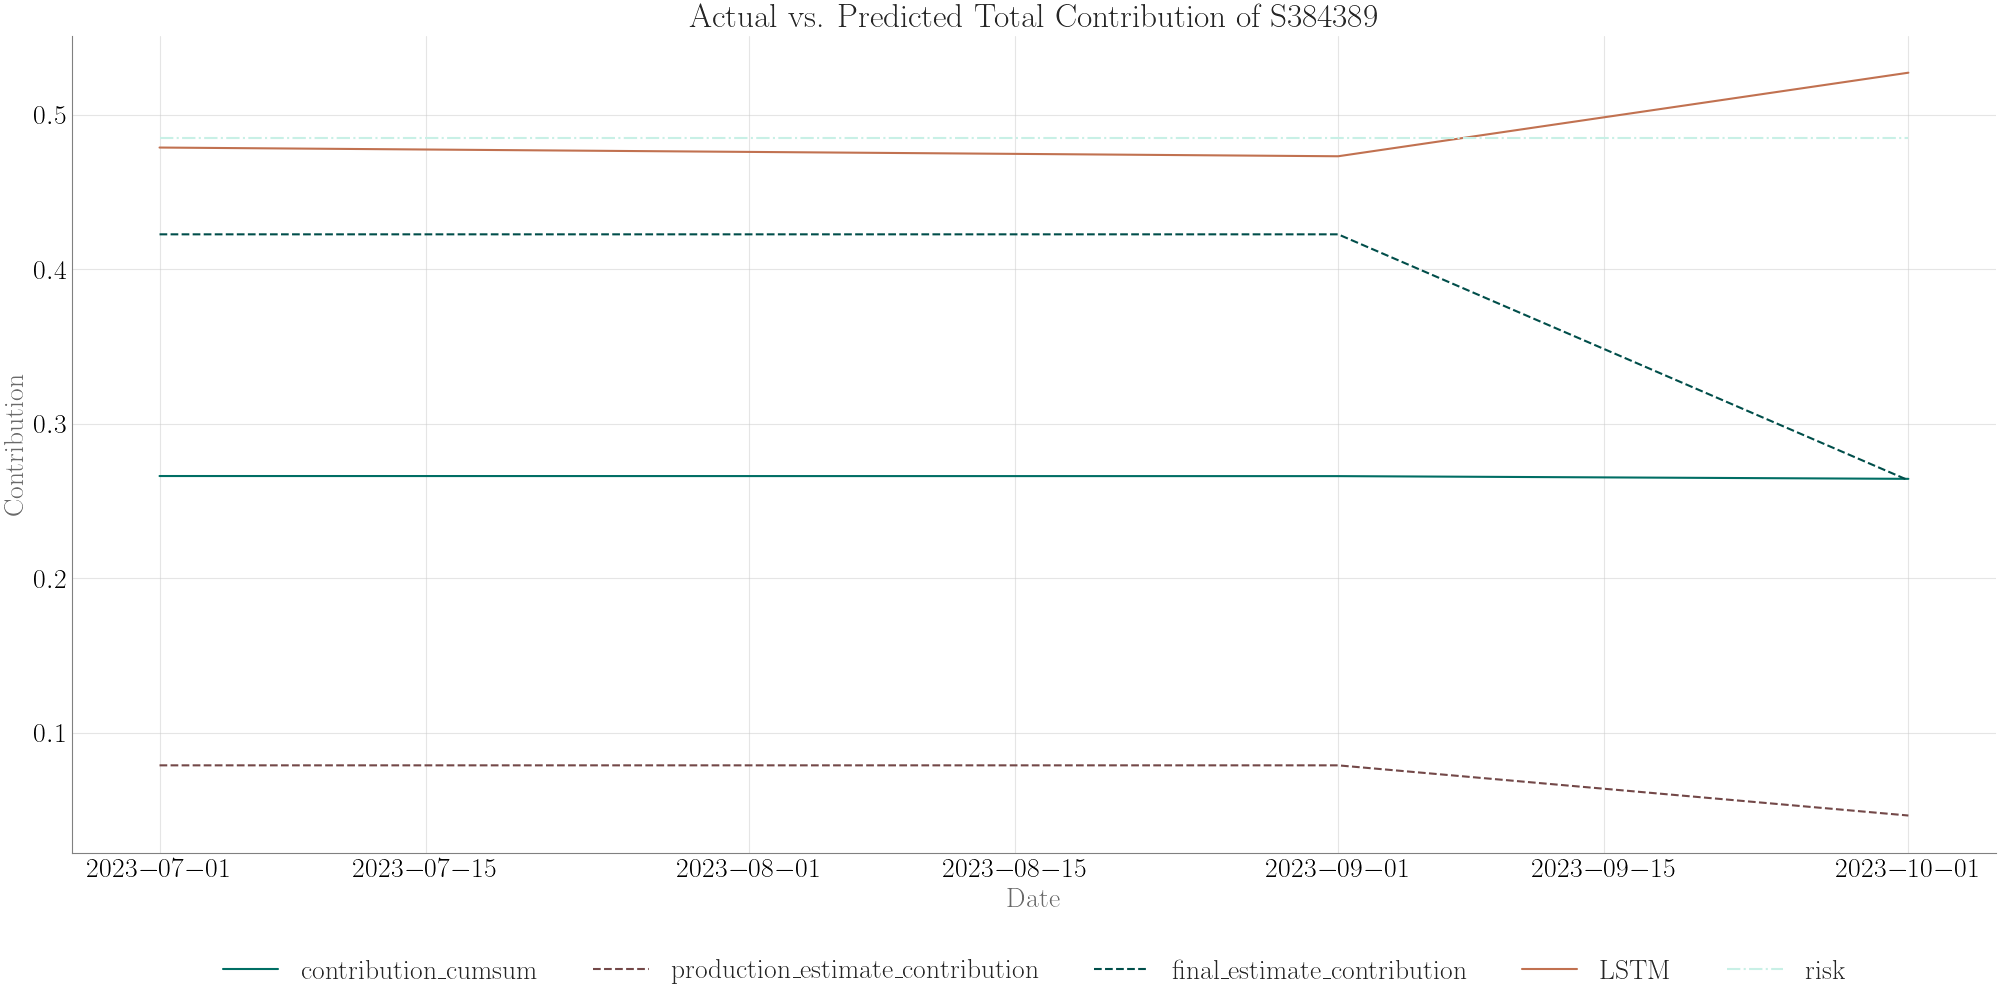 Actual vs. Predicted Total Contribution of S384389
0.5
0.4
0.3
0.2
0.1
Contribution
2023−07−01 2023−07−15 2023−08−01 2023−08−15 2023−09−01 2023−09−15 2023−10−01
Date
contribution_cumsum production_estimate_contribution final_estimate_contribution LSTM risk